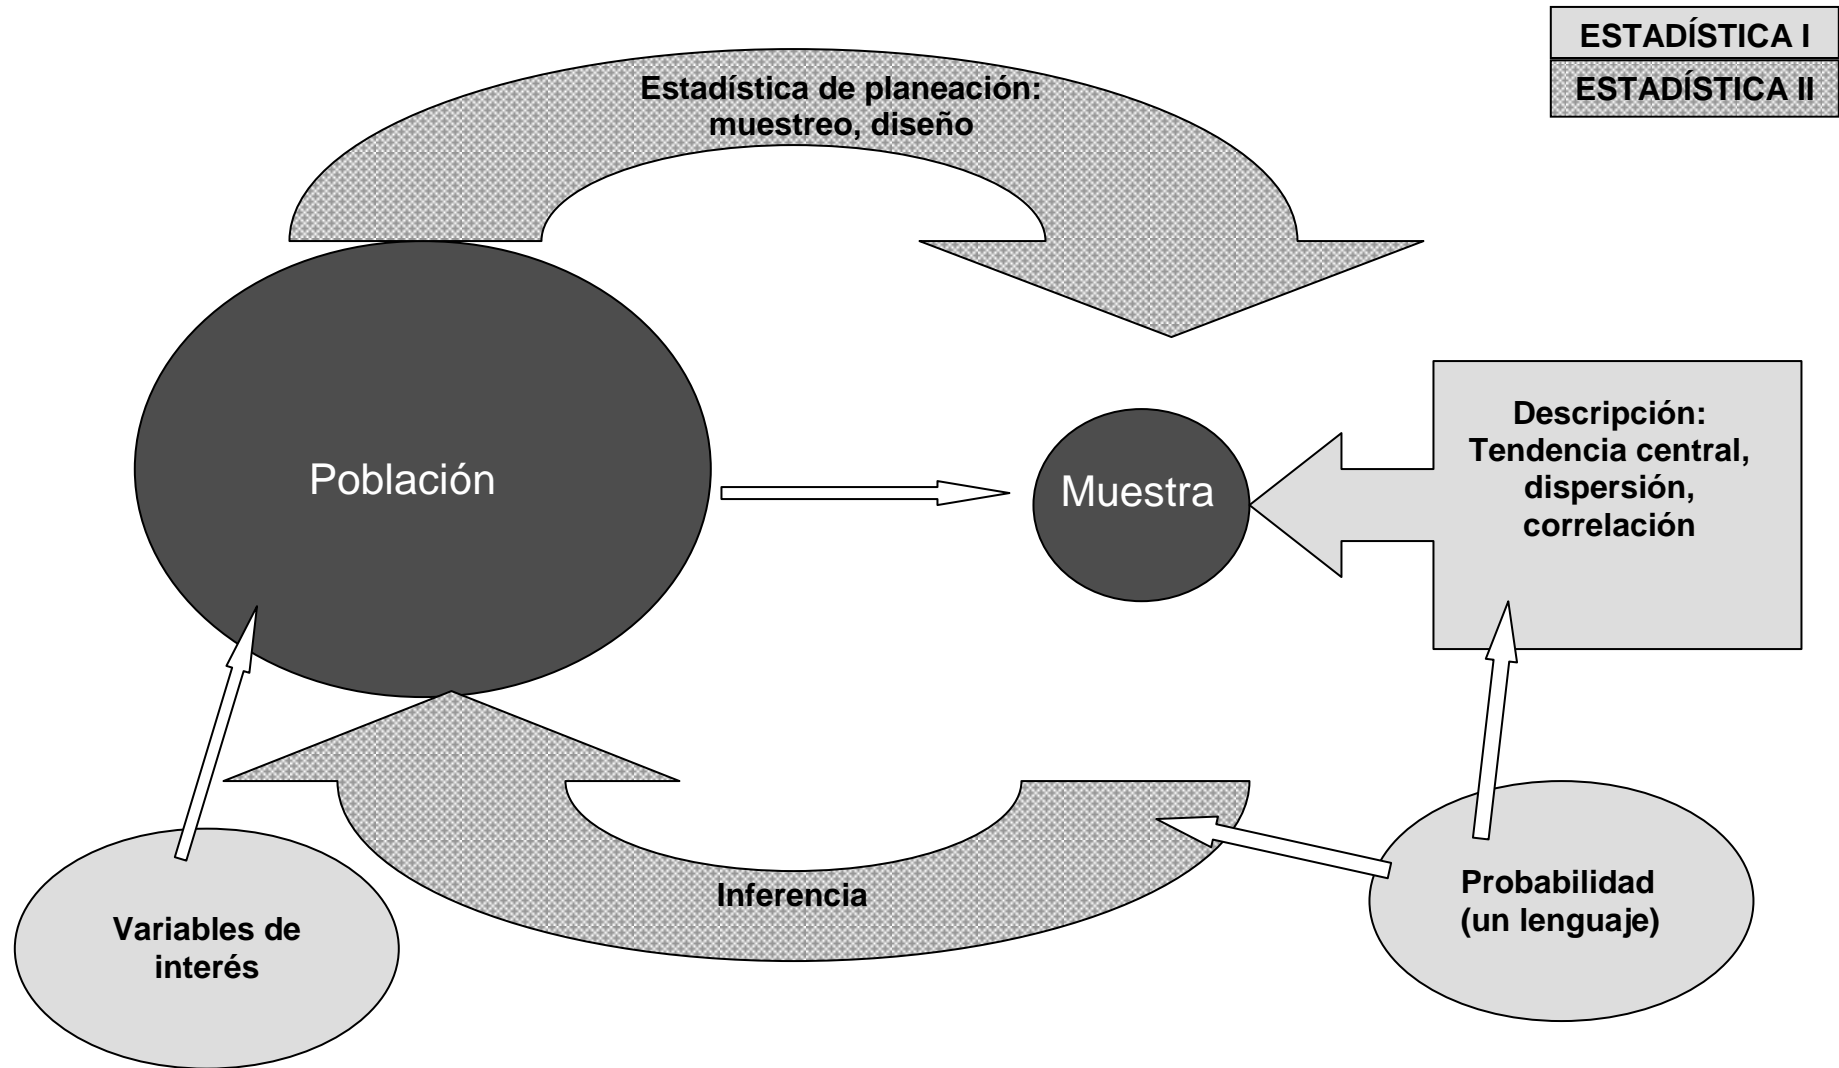 ESTADÍSTICA I
ESTADÍSTICA II
Estadística de planeación:
muestreo, diseño
Población
Muestra
Descripción:
Tendencia central,
dispersión,
correlación
Inferencia
Variables de
interés
Probabilidad
(un lenguaje)